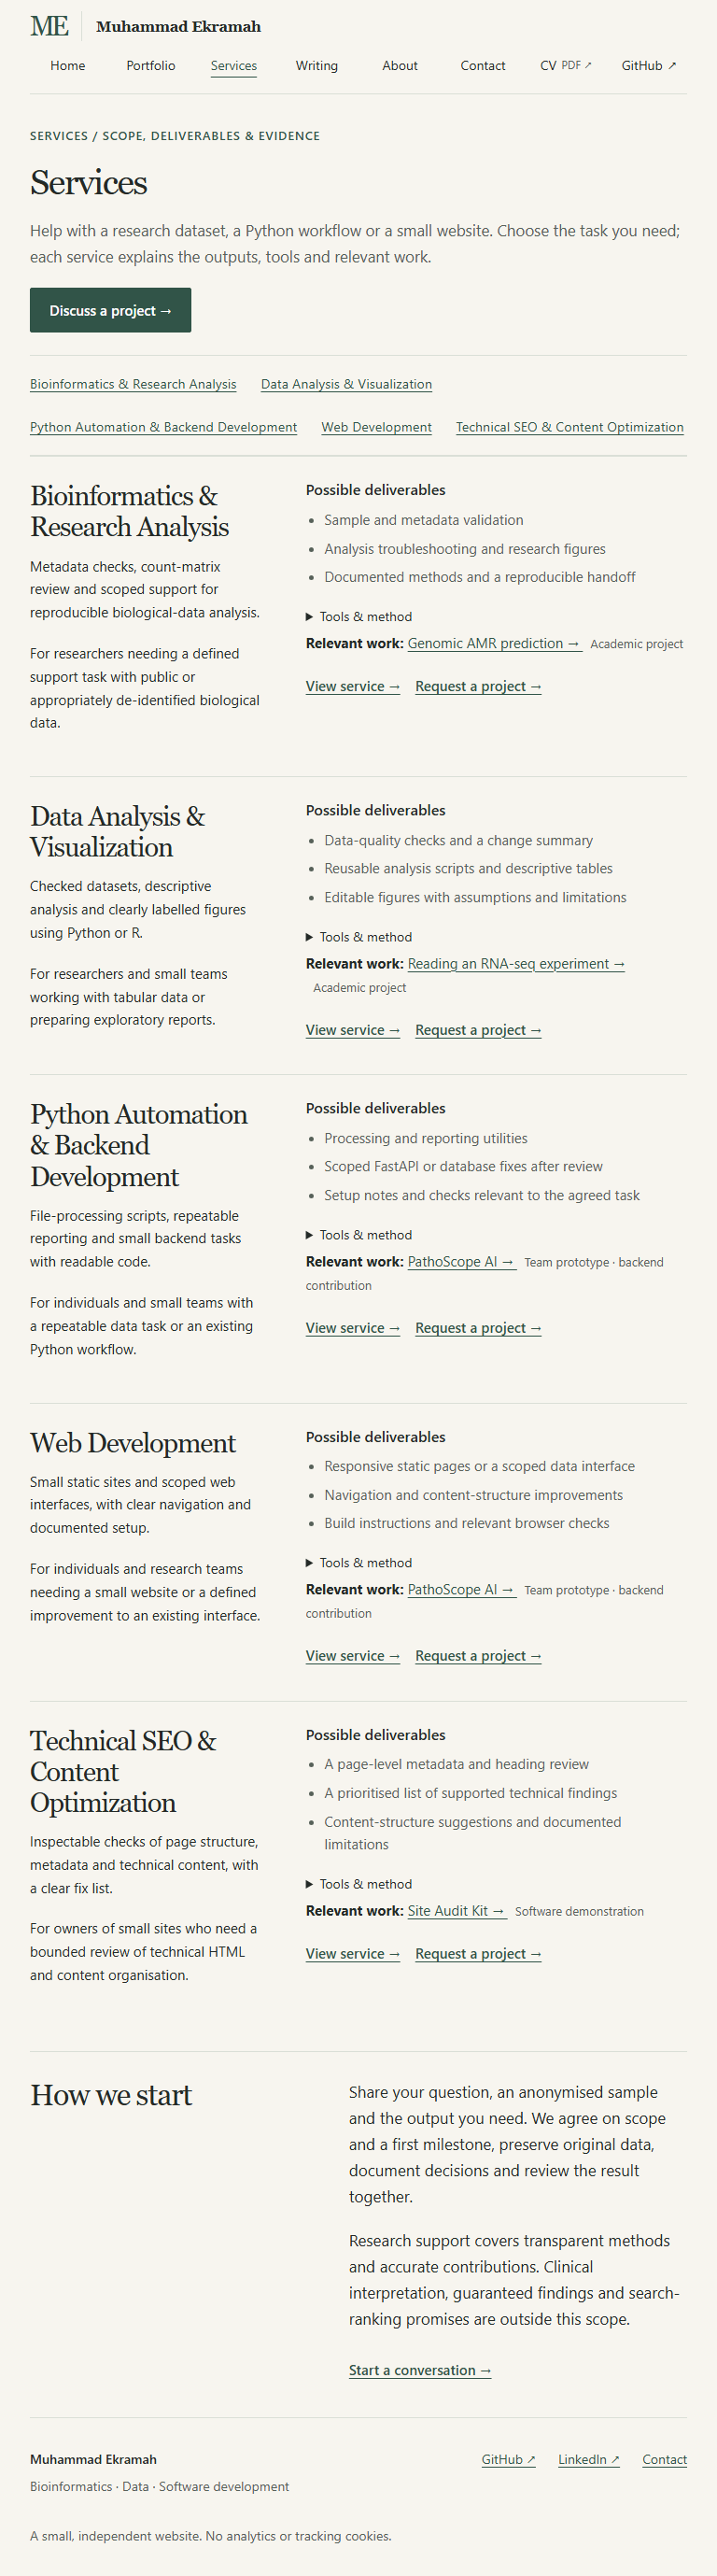 ME Muhammad Ekramah
Home Portfolio Services Writing About Contact CV PDF ↗ GitHub ↗
SERVICES / SCOPE, DELIVERABLES & EVIDENCE
Services
Help with a research dataset, a Python workflow or a small website. Choose the task you need;
each service explains the outputs, tools and relevant work.
Discuss a project →
Bioinformatics & Research Analysis Data Analysis & Visualization
Python Automation & Backend Development Web Development Technical SEO & Content Optimization
Bioinformatics &
Research Analysis
Metadata checks, count-matrix
review and scoped support for
reproducible biological-data analysis.
For researchers needing a defined
support task with public or
appropriately de-identified biological
data.
Possible deliverables
• Sample and metadata validation
• Analysis troubleshooting and research figures
• Documented methods and a reproducible handoff
▶ Tools & method
Relevant work: Genomic AMR prediction → Academic project
View service → Request a project →
Data Analysis &
Visualization
Checked datasets, descriptive
analysis and clearly labelled figures
using Python or R.
For researchers and small teams
working with tabular data or
preparing exploratory reports.
Possible deliverables
• Data-quality checks and a change summary
• Reusable analysis scripts and descriptive tables
• Editable figures with assumptions and limitations
▶ Tools & method
Relevant work: Reading an RNA-seq experiment →
Academic project
View service → Request a project →
Python Automation
& Backend
Development
File-processing scripts, repeatable
reporting and small backend tasks
with readable code.
For individuals and small teams with
a repeatable data task or an existing
Python workflow.
Possible deliverables
• Processing and reporting utilities
• Scoped FastAPI or database fixes after review
• Setup notes and checks relevant to the agreed task
▶ Tools & method
Relevant work: PathoScope AI → Team prototype · backend
contribution
View service → Request a project →
Web Development
Small static sites and scoped web
interfaces, with clear navigation and
documented setup.
For individuals and research teams
needing a small website or a defined
improvement to an existing interface.
Possible deliverables
• Responsive static pages or a scoped data interface
• Navigation and content-structure improvements
• Build instructions and relevant browser checks
▶ Tools & method
Relevant work: PathoScope AI → Team prototype · backend
contribution
View service → Request a project →
Technical SEO &
Content
Optimization
Inspectable checks of page structure,
metadata and technical content, with
a clear fix list.
For owners of small sites who need a
bounded review of technical HTML
and content organisation.
Possible deliverables
• A page-level metadata and heading review
• A prioritised list of supported technical findings
• Content-structure suggestions and documented
limitations
▶ Tools & method
Relevant work: Site Audit Kit → Software demonstration
View service → Request a project →
How we start
Share your question, an anonymised sample
and the output you need. We agree on scope
and a first milestone, preserve original data,
document decisions and review the result
together.
Research support covers transparent methods
and accurate contributions. Clinical
interpretation, guaranteed findings and search-
ranking promises are outside this scope.
Start a conversation →
Muhammad Ekramah
Bioinformatics · Data · Software development
GitHub ↗ LinkedIn ↗ Contact
A small, independent website. No analytics or tracking cookies.